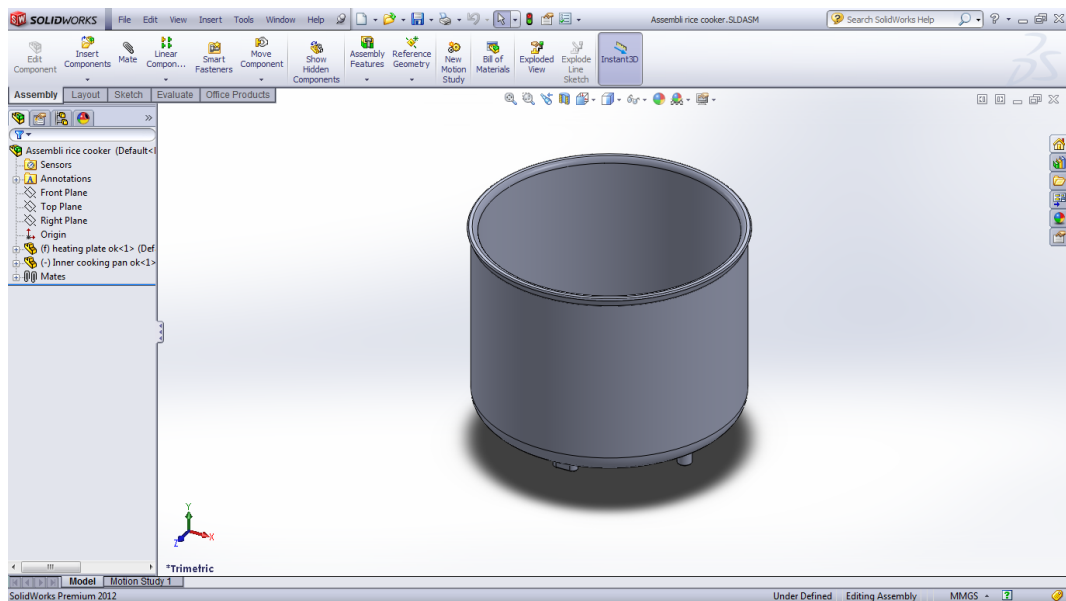 SOLIDWORKS File Edit View Insert Tools Window Help Assembli rice cooker.SLDASM Search SolidWorks Help
Edit Component
Insert Components
Mate
Linear Compon...
Smart Fasteners
Move Component
Show Hidden Components
Assembly Features
Reference Geometry
New Motion Study
Bill of Materials
Exploded View
Explode Line Sketch
Instant3D
Assembly Layout Sketch Evaluate Office Products
Assembli rice cooker (Default<
Sensors
Annotations
Front Plane
Top Plane
Right Plane
Origin
(f) heating plate ok<1> (Def
(-) Inner cooking pan ok<1>
Mates
Y
X
Z
*Trimetric
Model Motion Study 1
SolidWorks Premium 2012 Under Defined Editing Assembly MMGS